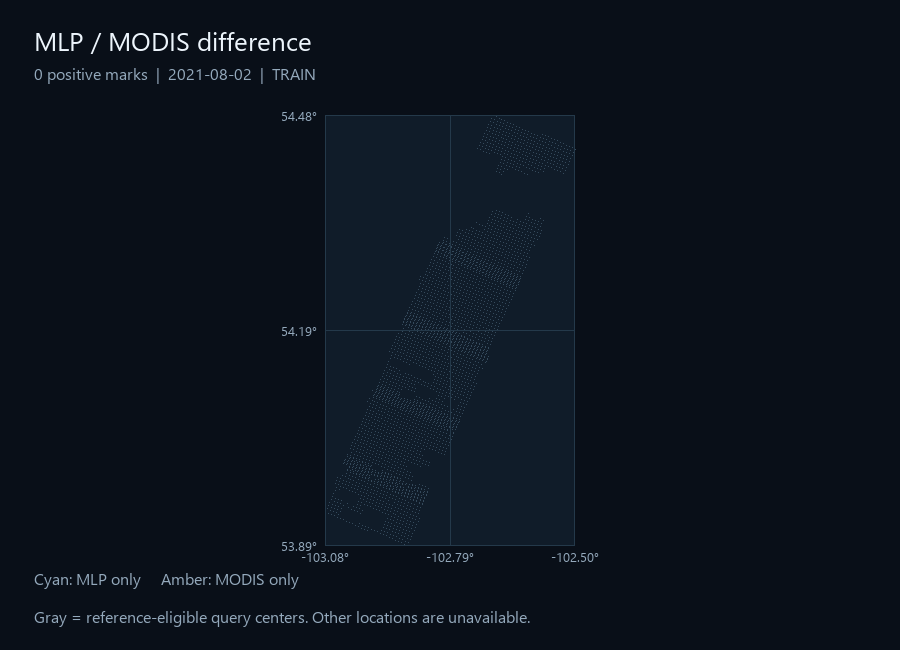 MLP / MODIS difference
0 positive marks | 2021-08-02 | TRAIN
54.48°
54.19°
53.89°
-103.08° -102.79° -102.50°
Cyan: MLP only Amber: MODIS only
Gray = reference-eligible query centers. Other locations are unavailable.